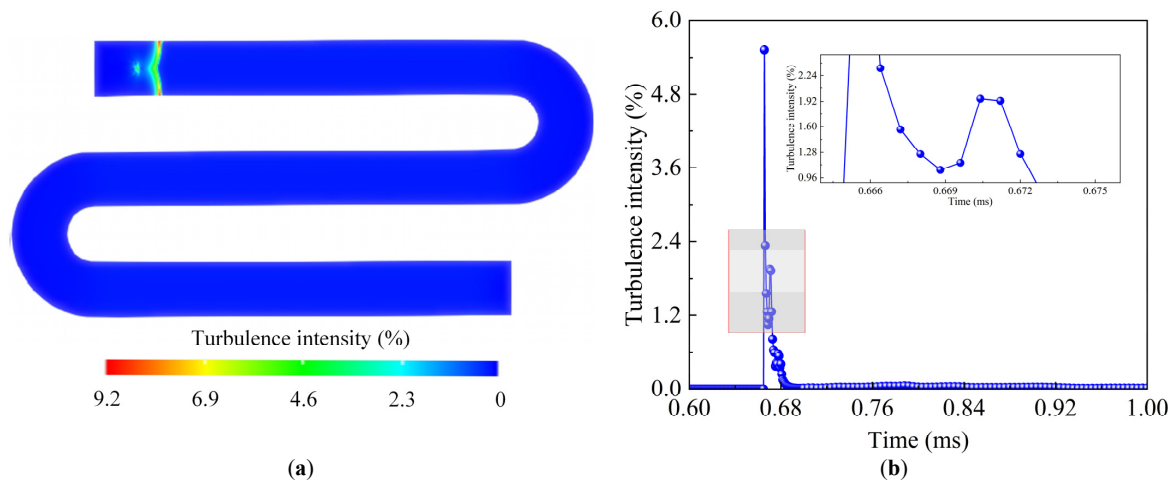 Turbulence intensity (%)
9.2 6.9 4.6 2.3 0
(a)
6.0
4.8
3.6
2.4
1.2
0.0
Turbulence intensity (%)
0.60 0.68 0.76 0.84 0.92 1.00
Time (ms)
2.24
1.92
1.60
1.28
0.96
Turbulence intensity (%)
0.666 0.669 0.672 0.675
Time (ms)
(b)